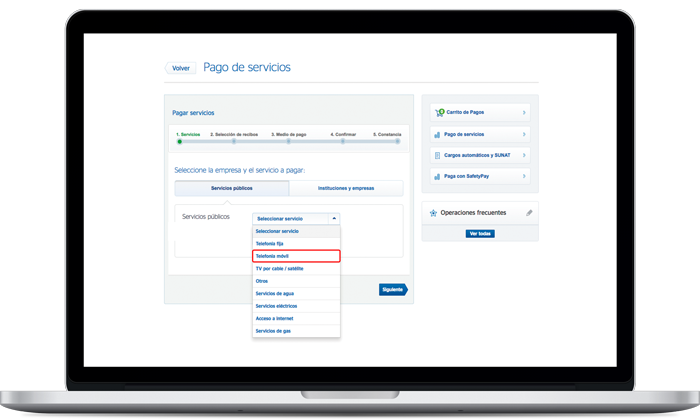 Volver
Pago de servicios
Pagar servicios
1. Servicios
2. Selección de recibos
3. Medio de pago
4. Confirmar
5. Constancia
Seleccione la empresa y el servicio a pagar:
Servicios públicos
Instituciones y empresas
Servicios públicos
Seleccionar servicio
Seleccionar servicio
Telefonía fija
Telefonía móvil
TV por cable / satélite
Otros
Servicios de agua
Servicios eléctricos
Acceso a internet
Servicios de gas
Siguiente
Carrito de Pagos
Pago de servicios
Cargos automáticos y SUNAT
Paga con SafetyPay
Operaciones frecuentes
Ver todas